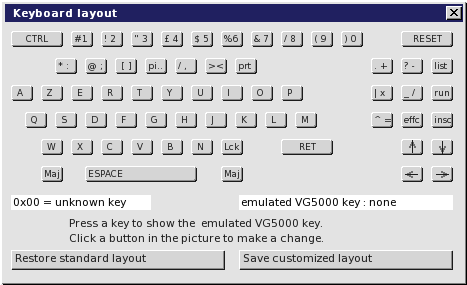 Keyboard layout
CTRL #1 ! 2 " 3 £ 4 $ 5 %6 & 7 / 8 ( 9 ) 0 RESET
* : @ ; [ ] pi.. / , >< prt . + ? - list
A Z E R T Y U I O P | x _ / run
Q S D F G H J K L M ^ = effc insc
W X C V B N Lck RET
Maj ESPACE Maj
0x00 = unknown key emulated VG5000 key : none
Press a key to show the emulated VG5000 key.
Click a button in the picture to make a change.
Restore standard layout Save customized layout